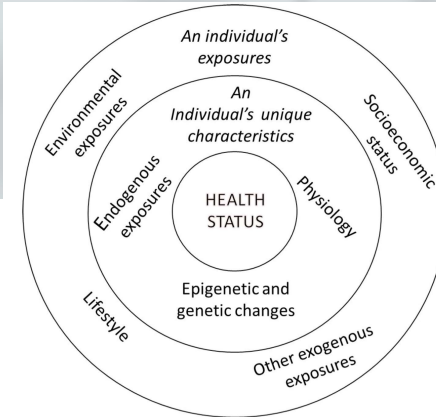 An individual's
exposures
Environmental
exposures
Socioeconomic
status
An
Individual's unique
characteristics
Endogenous
exposures
Physiology
HEALTH
STATUS
Epigenetic and
genetic changes
Lifestyle
Other exogenous
exposures